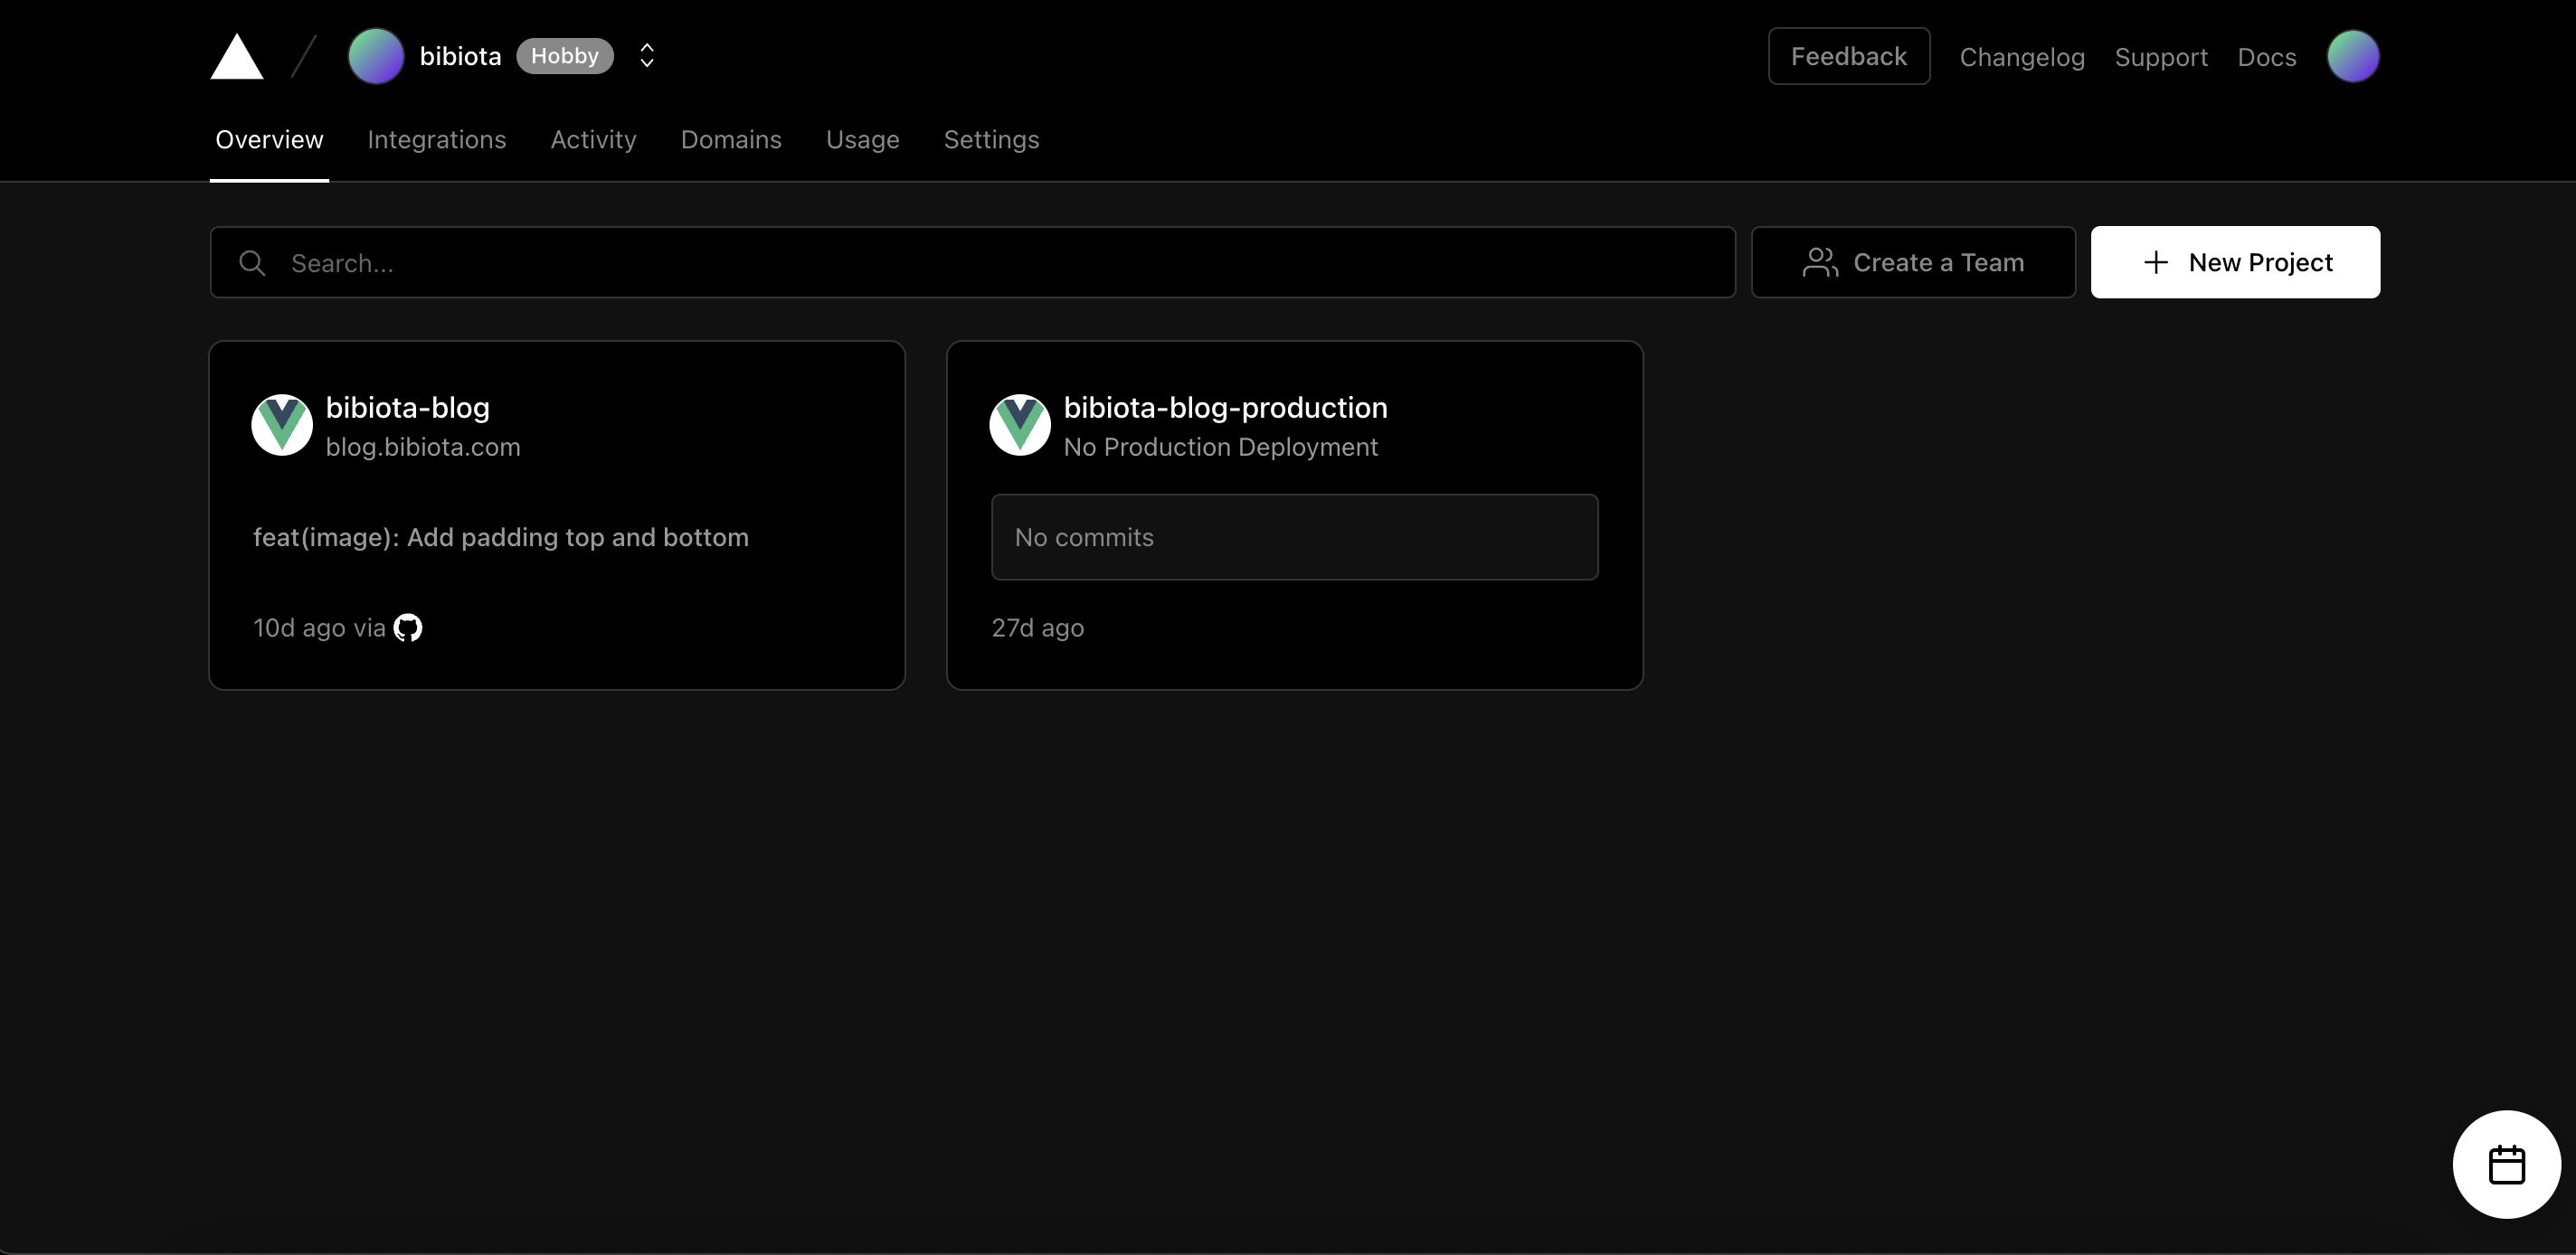 bibiota Hobby
Feedback Changelog Support Docs
Overview Integrations Activity Domains Usage Settings
Search...
Create a Team
New Project
bibiota-blog
blog.bibiota.com
feat(image): Add padding top and bottom
10d ago via
bibiota-blog-production
No Production Deployment
No commits
27d ago